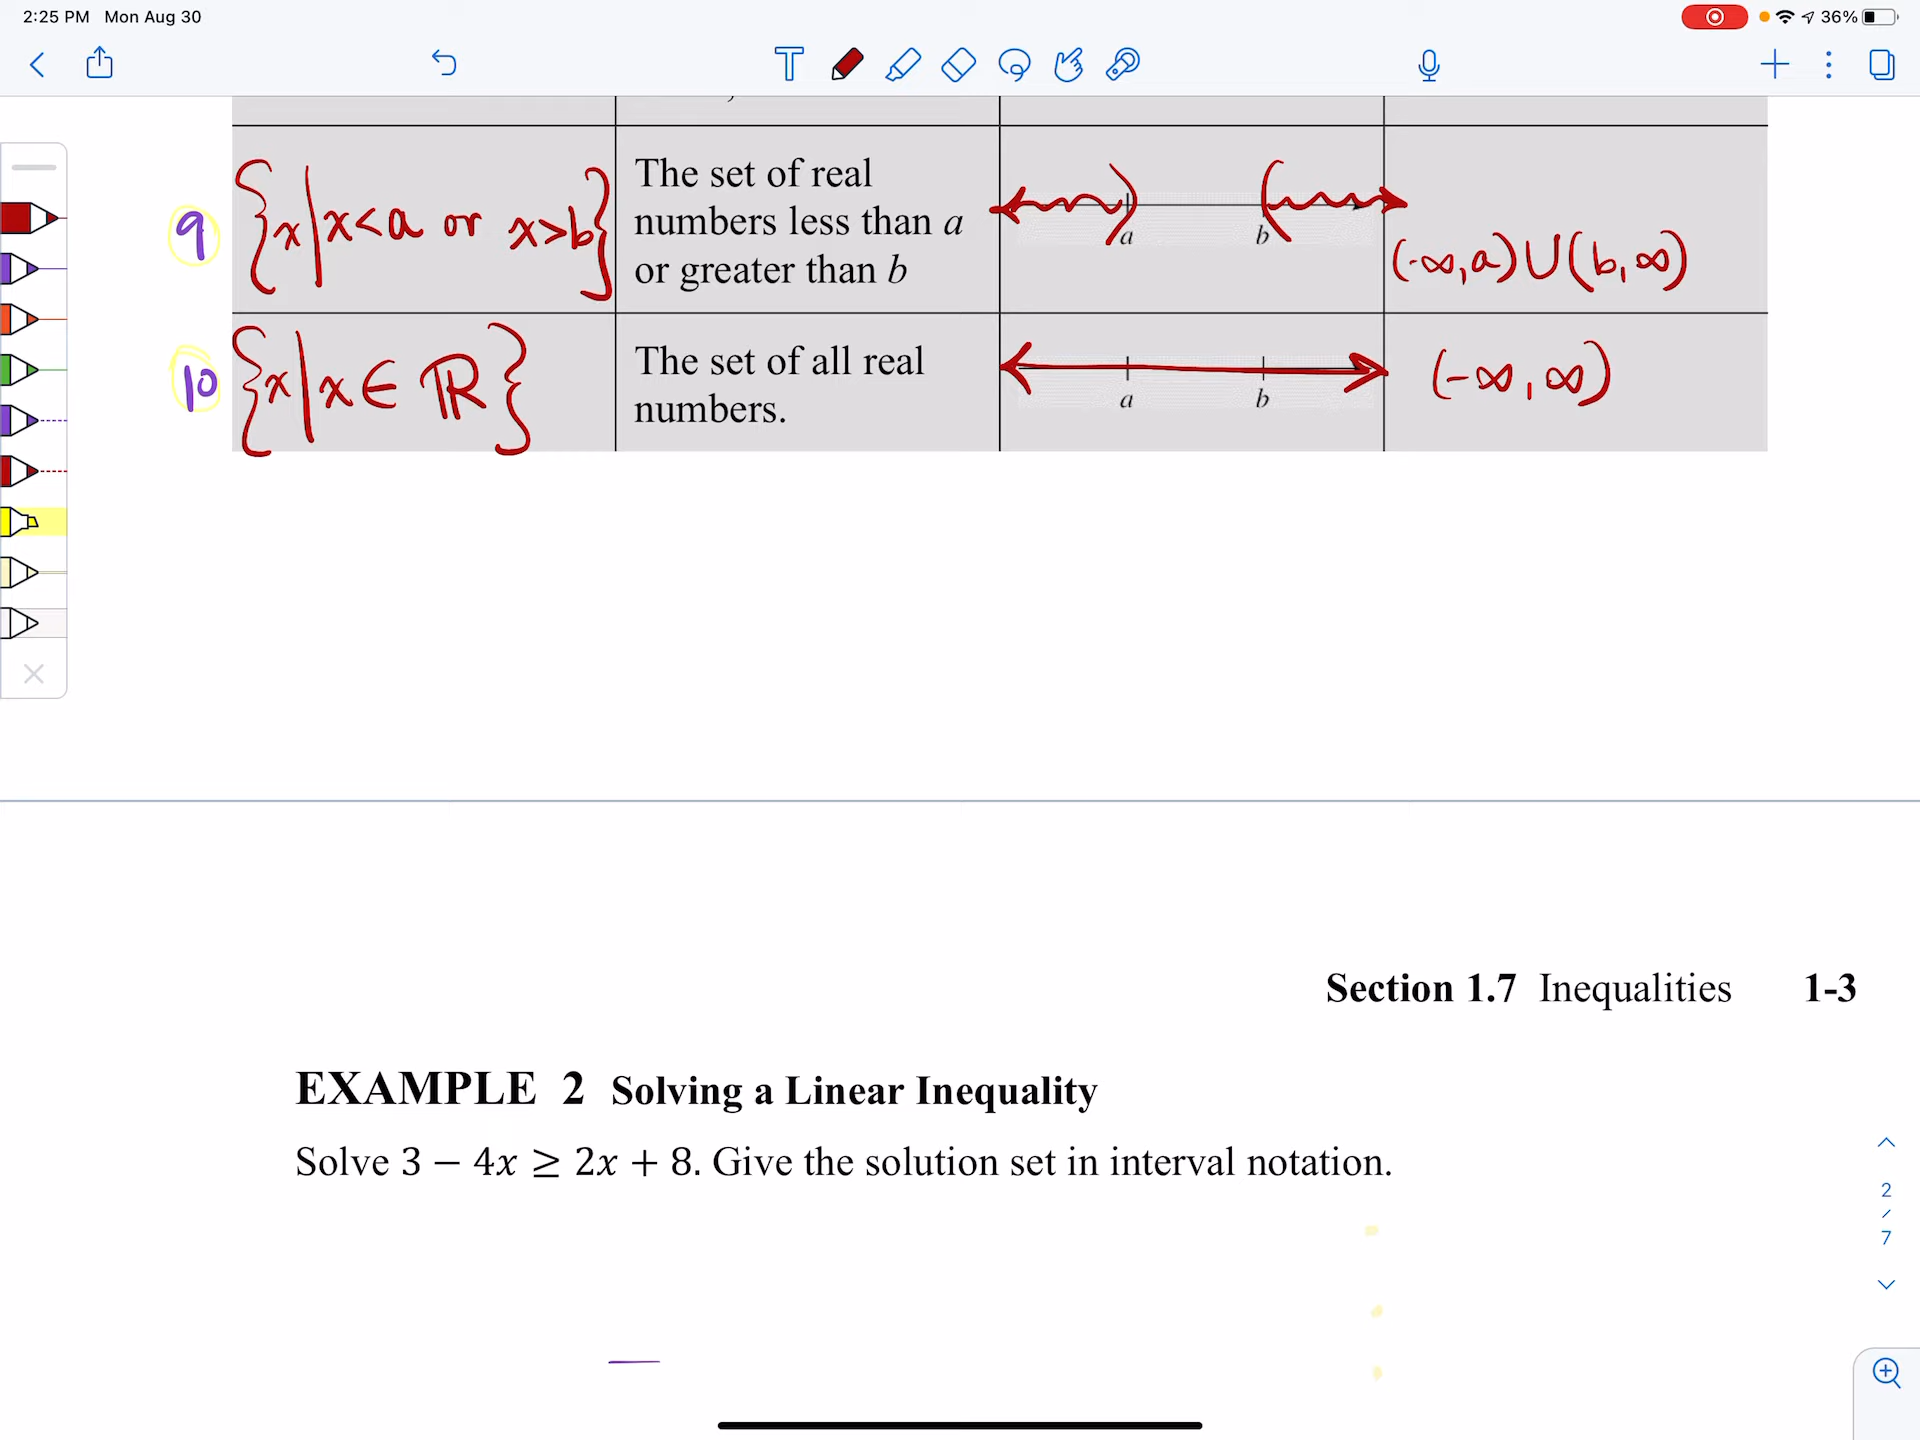 2:25 PM Mon Aug 30
36%
9 {x|x<a or x>b}
The set of real
numbers less than a
or greater than b
a b
(-∞,a)∪(b,∞)
10 {x|x∈ℝ}
The set of all real
numbers.
a b
(-∞,∞)
Section 1.7 Inequalities 1-3
EXAMPLE 2 Solving a Linear Inequality
Solve 3 − 4x ≥ 2x + 8. Give the solution set in interval notation.
2
/
7